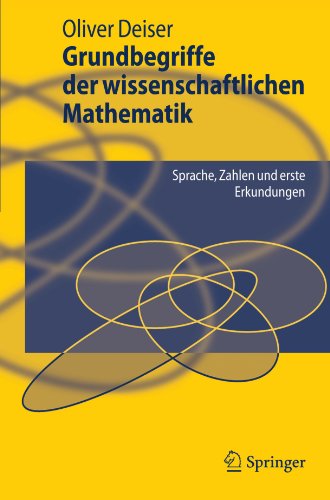 Oliver Deiser
Grundbegriffe
der wissenschaftlichen
Mathematik
Sprache, Zahlen und erste
Erkundungen
Springer